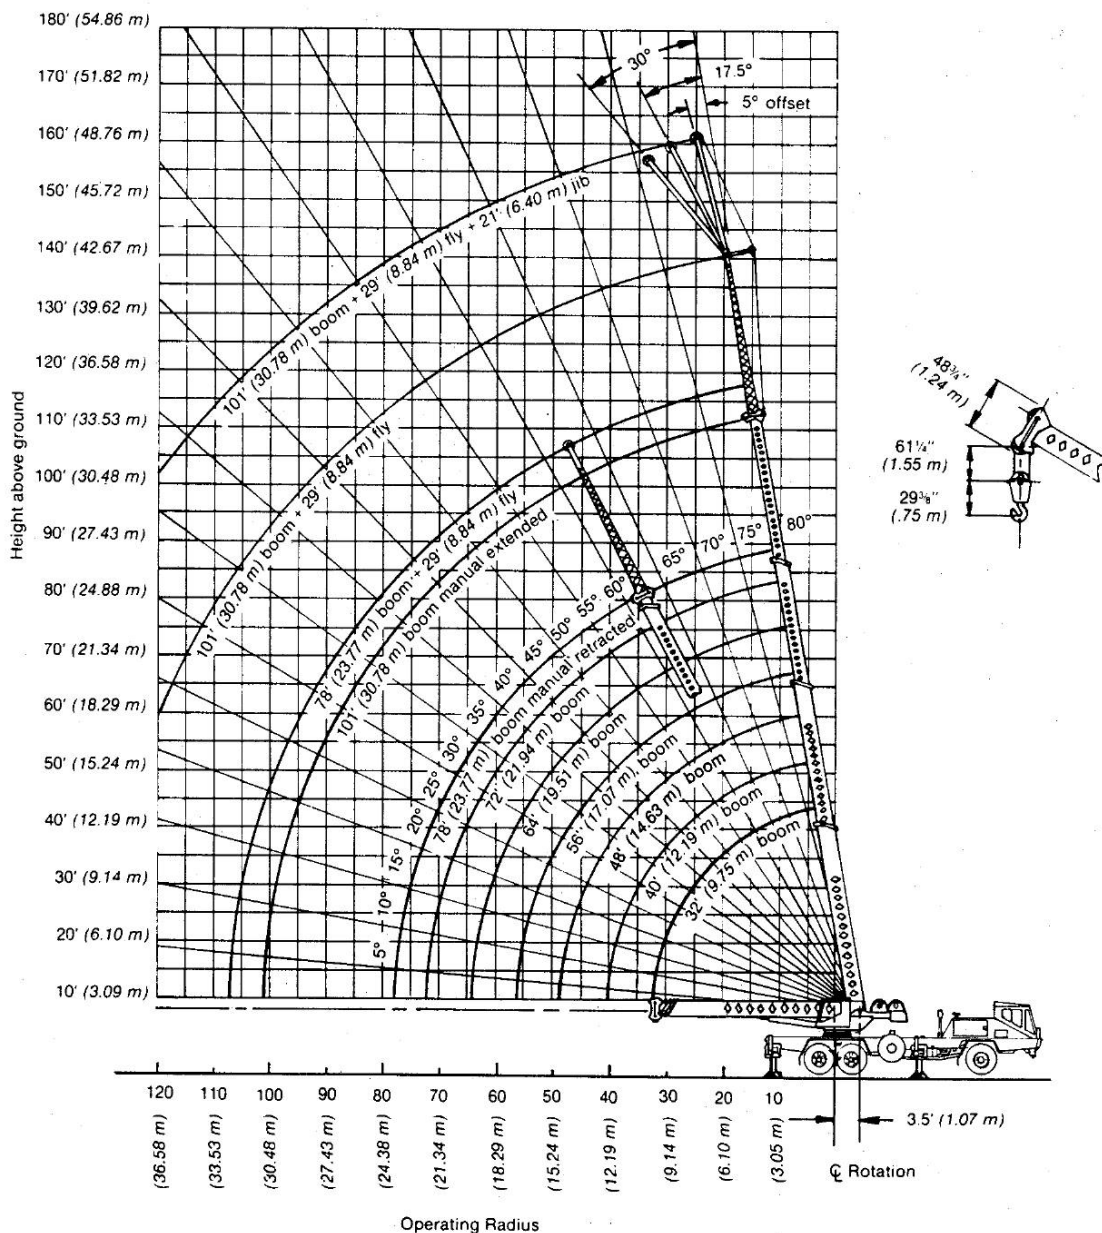 180' (54.86 m)
170' (51.82 m)
160' (48.76 m)
150' (45.72 m)
140' (42.67 m)
130' (39.62 m)
120' (36.58 m)
110' (33.53 m)
100' (30.48 m)
90' (27.43 m)
80' (24.88 m)
70' (21.34 m)
60' (18.29 m)
50' (15.24 m)
40' (12.19 m)
30' (9.14 m)
20' (6.10 m)
10' (3.09 m)
Height above ground
30°
17.5°
5° offset
101' (30.78 m) boom + 29' (8.84 m) fly + 21' (6.40 m) jib
101' (30.78 m) boom + 29' (8.84 m) fly
78' (23.77 m) boom + 29' (8.84 m) fly
101' (30.78 m) boom manual extended
5° 10° 15° 20° 25° 30° 35° 40° 45° 50° 55° 60° 65° 70° 75° 80°
78' (23.77 m) boom manual retracted
72' (21.94 m) boom
64' (19.51 m) boom
56'' (17.07 m) boom
48' (14.63 m) boom
40' (12.19' m) boom
32' (9.75 m) boom
48¾"
(1.24 m)
61¼"
(1.55 m)
29⅜"
(.75 m)
120 110 100 90 80 70 60 50 40 30 20 10
(36.58 m) (33.53 m) (30.48 m) (27.43 m) (24.38 m) (21.34 m) (18.29 m) (15.24 m) (12.19 m) (9.14 m) (6.10 m) (3.05 m)
3.5' (1.07 m)
℄ Rotation
Operating Radius